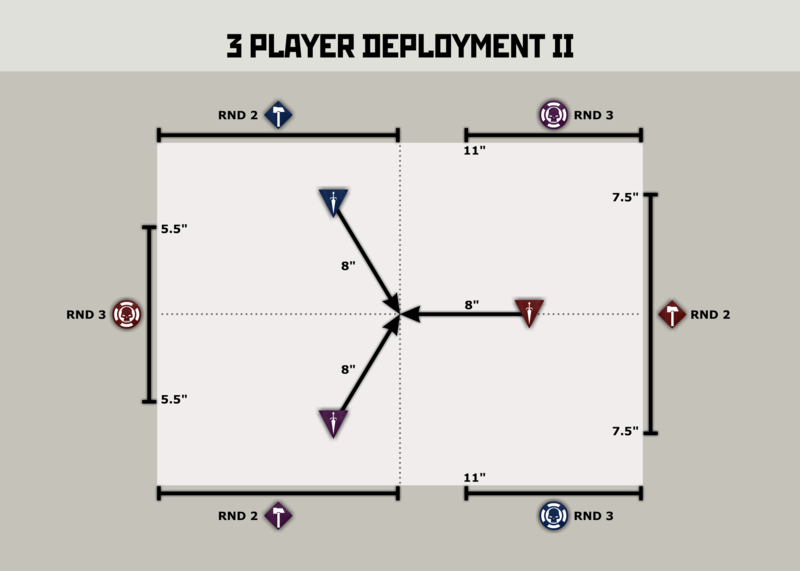 3 PLAYER DEPLOYMENT II
RND 2
RND 3
11"
7.5"
5.5"
8"
8"
RND 3
RND 2
8"
5.5"
7.5"
11"
RND 2
RND 3